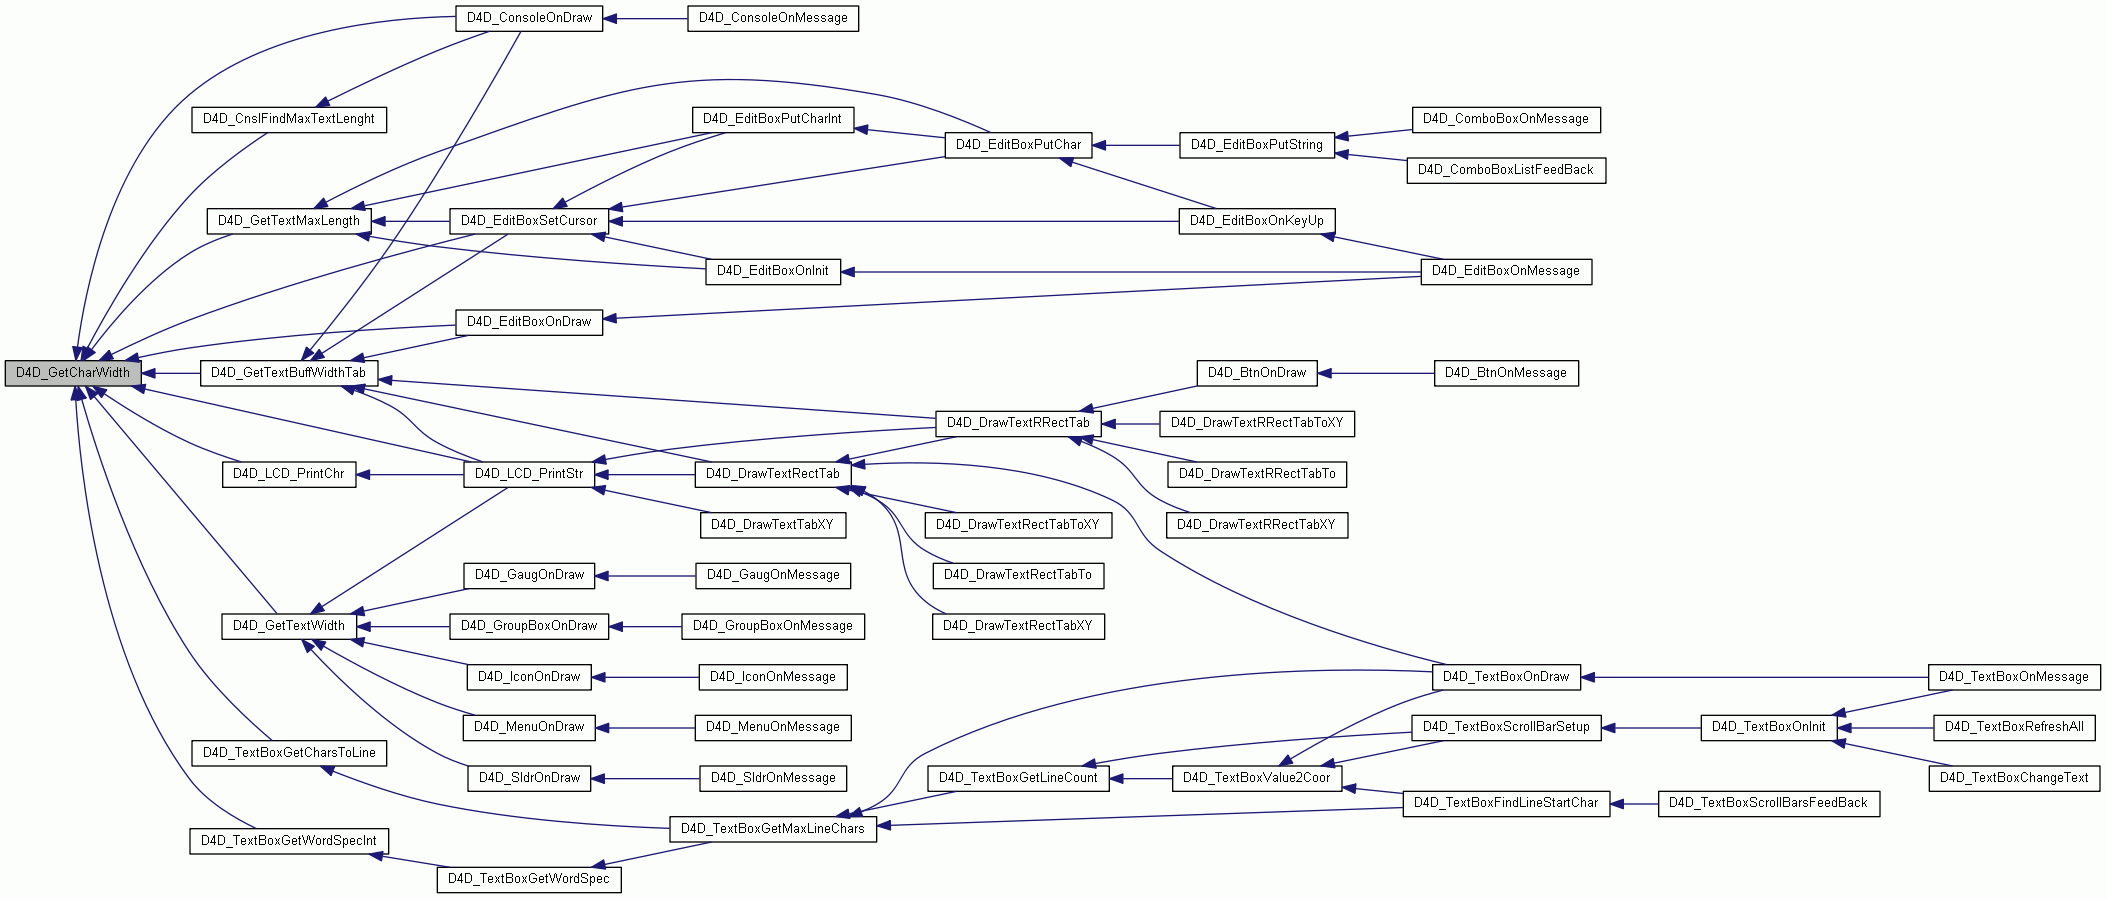 D4D_ConsoleOnDraw
D4D_ConsoleOnMessage
D4D_CnslFindMaxTextLenght
D4D_EditBoxPutCharInt
D4D_ComboBoxOnMessage
D4D_EditBoxPutChar
D4D_EditBoxPutString
D4D_ComboBoxListFeedBack
D4D_GetTextMaxLength
D4D_EditBoxSetCursor
D4D_EditBoxOnKeyUp
D4D_EditBoxOnInit
D4D_EditBoxOnMessage
D4D_EditBoxOnDraw
D4D_GetCharWidth
D4D_GetTextBuffWidthTab
D4D_BtnOnDraw
D4D_BtnOnMessage
D4D_DrawTextRRectTab
D4D_DrawTextRRectTabToXY
D4D_LCD_PrintChr
D4D_LCD_PrintStr
D4D_DrawTextRectTab
D4D_DrawTextRRectTabTo
D4D_DrawTextTabXY
D4D_DrawTextRectTabToXY
D4D_DrawTextRRectTabXY
D4D_GaugOnDraw
D4D_GaugOnMessage
D4D_DrawTextRectTabTo
D4D_GetTextWidth
D4D_GroupBoxOnDraw
D4D_GroupBoxOnMessage
D4D_DrawTextRectTabXY
D4D_IconOnDraw
D4D_IconOnMessage
D4D_TextBoxOnDraw
D4D_TextBoxOnMessage
D4D_MenuOnDraw
D4D_MenuOnMessage
D4D_TextBoxScrollBarSetup
D4D_TextBoxOnInit
D4D_TextBoxRefreshAll
D4D_TextBoxGetCharsToLine
D4D_SldrOnDraw
D4D_SldrOnMessage
D4D_TextBoxGetLineCount
D4D_TextBoxValue2Coor
D4D_TextBoxChangeText
D4D_TextBoxFindLineStartChar
D4D_TextBoxScrollBarsFeedBack
D4D_TextBoxGetMaxLineChars
D4D_TextBoxGetWordSpecInt
D4D_TextBoxGetWordSpec